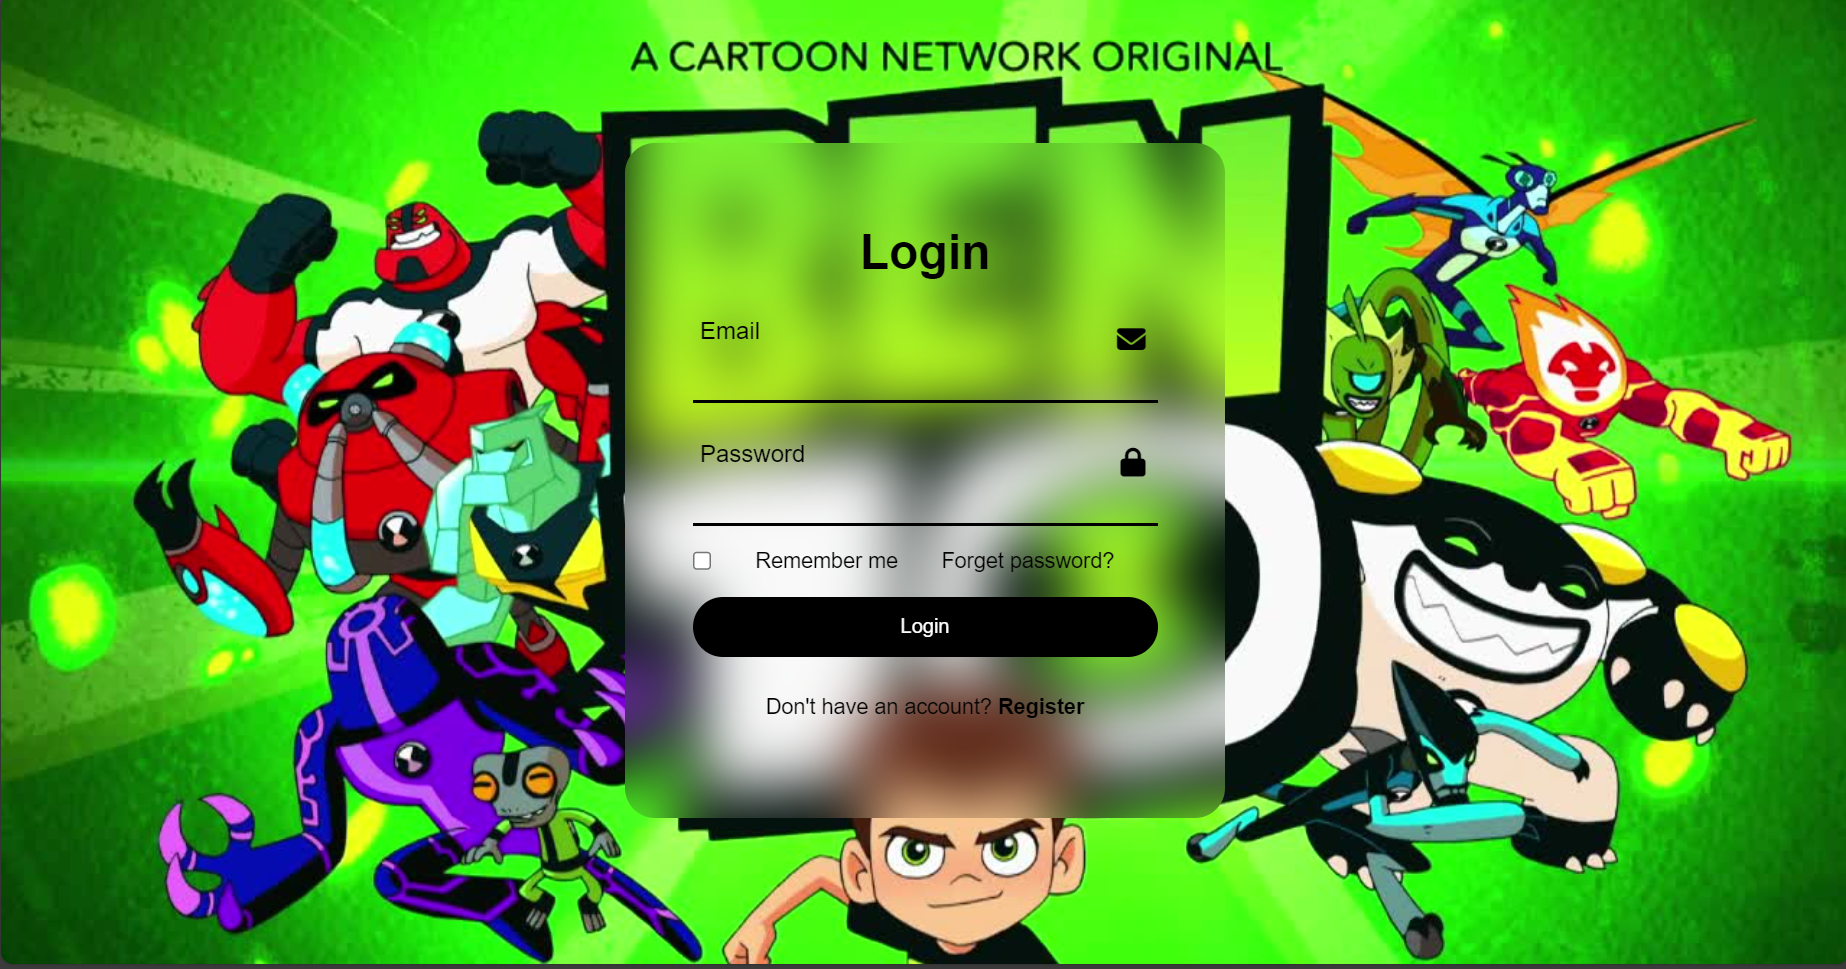 A CARTOON NETWORK ORIGINAL
Login
Email
Password
Remember me Forget password?
Login
Don't have an account? Register